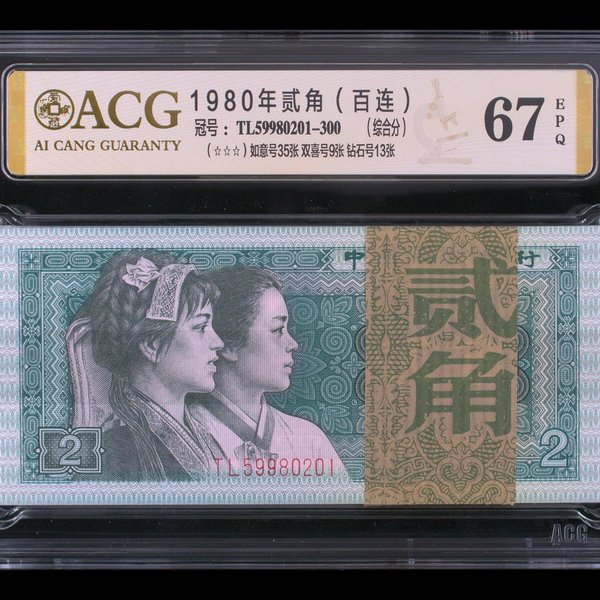 ACG
AI CANG GUARANTY
1980年贰角（百连）
冠号：TL59980201-300 （综合分）
（☆☆☆）如意号35张 双喜号9张 钻石号13张
67
EPQ
中
行
贰角
2
TL59980201
2
ACG